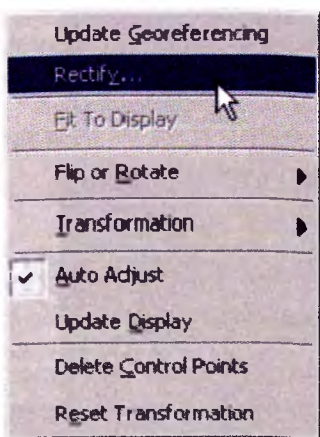 Update Georeferencing
Rectify...
Fit To Display
Flip or Rotate
Transformation
Auto Adjust
Update Display
Delete Control Points
Reset Transformation